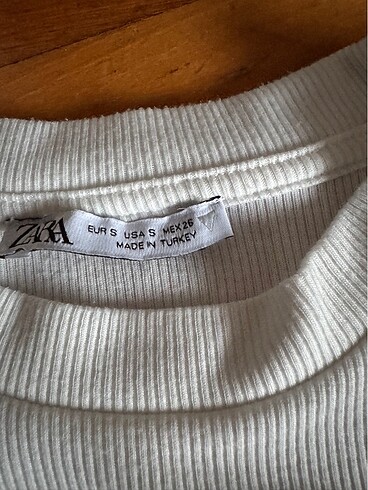 ZARA
EUR S USA S MEX 26
MADE IN TURKEY